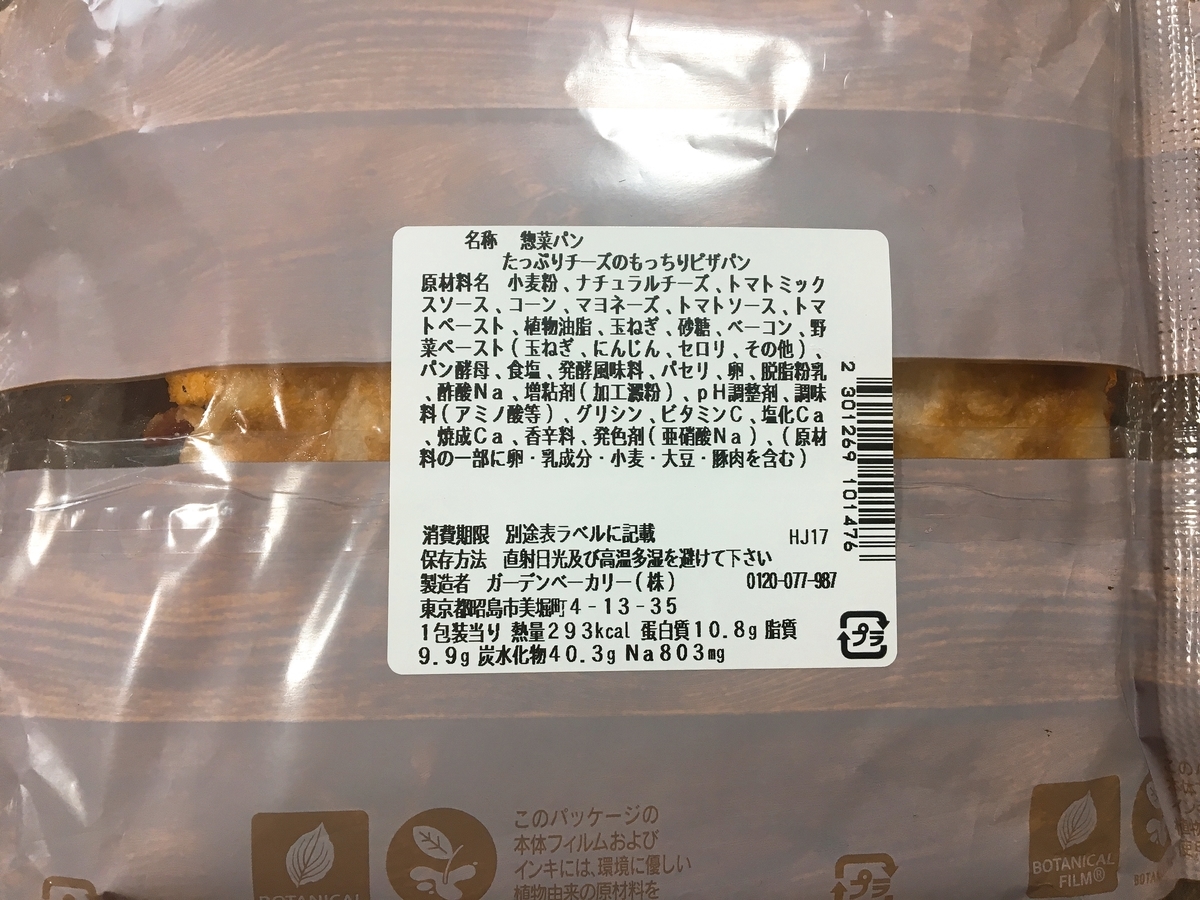 名称 惣菜パン
たっぷりチーズのもっちりピザパン
原材料名 小麦粉、ナチュラルチーズ、トマトミック
スソース、コーン、マヨネーズ、トマトソース、トマ
トペースト、植物油脂、玉ねぎ、砂糖、ベーコン、野
菜ペースト(玉ねぎ、にんじん、セロリ、その他)、
パン酵母、食塩、発酵風味料、パセリ、卵、脱脂粉乳
、酢酸Na、増粘剤(加工澱粉)、pH調整剤、調味
料(アミノ酸等)、グリシン、ビタミンC、塩化Ca
、焼成Ca、香辛料、発色剤(亜硝酸Na)、(原材
料の一部に卵・乳成分・小麦・大豆・豚肉を含む)
2 301269 101476
消費期限 別途表ラベルに記載 HJ17
保存方法 直射日光及び高温多湿を避けて下さい
製造者 ガーデンベーカリー(株) 0120-077-987
東京都昭島市美堀町4-13-35
1包装当り 熱量293kcal 蛋白質10.8g 脂質
9.9g 炭水化物40.3g Na803mg
プラ
このパッケージの
本体フィルムおよび
インキには、環境に優しい
植物由来の原材料を
プラ
BOTANICAL
FILM®